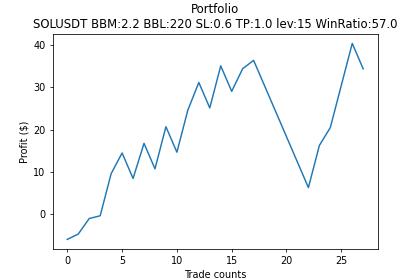 Portfolio
SOLUSDT BBM:2.2 BBL:220 SL:0.6 TP:1.0 lev:15 WinRatio:57.0
Profit ($)
40
30
20
10
0
0 5 10 15 20 25
Trade counts